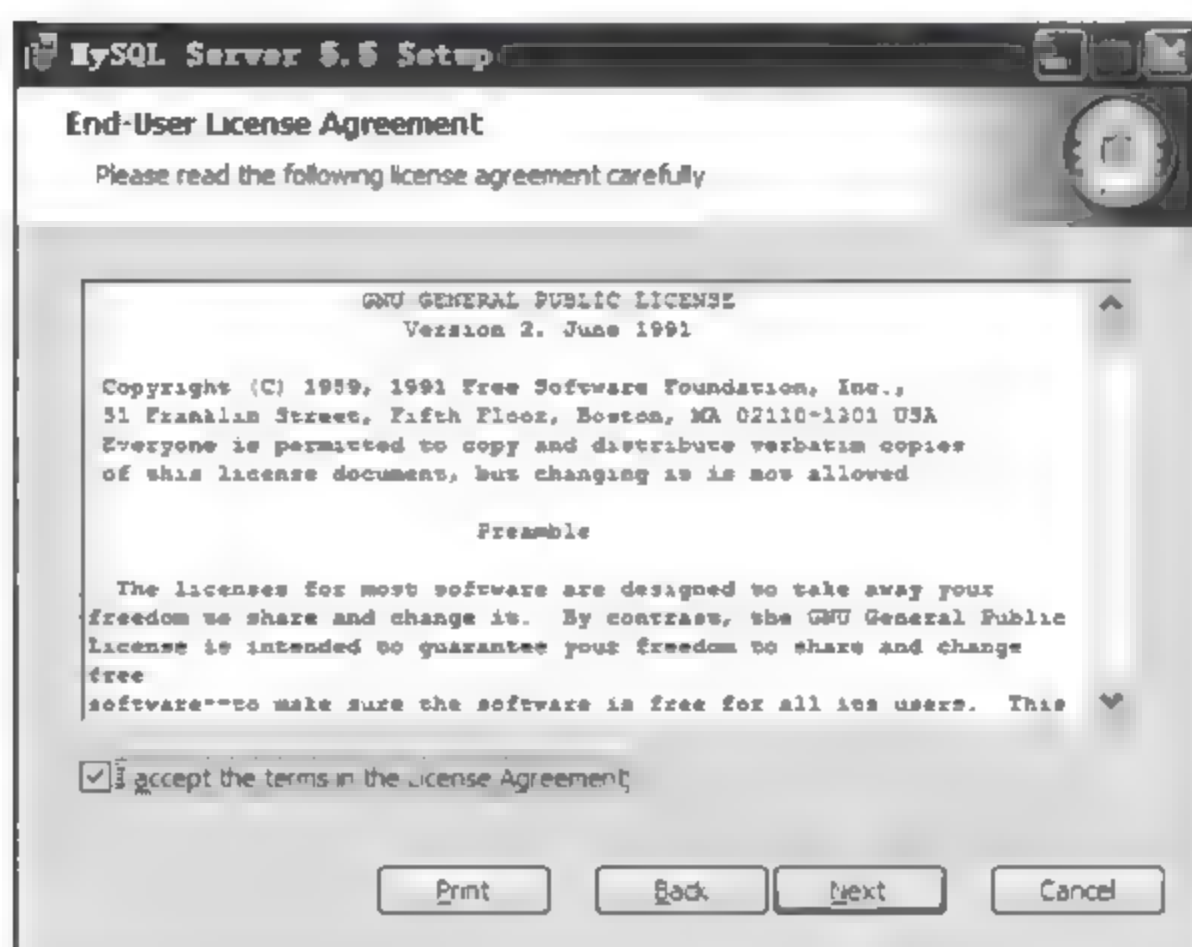 MySQL Server 5.5 Setup
End-User License Agreement
Please read the following license agreement carefully
GNU GENERAL PUBLIC LICENSE
Version 2, June 1991
Copyright (C) 1989, 1991 Free Software Foundation, Inc.,
51 Franklin Street, Fifth Floor, Boston, MA 02110-1301 USA
Everyone is permitted to copy and distribute verbatim copies
of this license document, but changing it is not allowed
Preamble
The licenses for most software are designed to take away your
freedom to share and change it. By contrast, the GNU General Public
License is intended to guarantee your freedom to share and change
free
software--to make sure the software is free for all its users. This
I accept the terms in the License Agreement
Print
Back
Next
Cancel